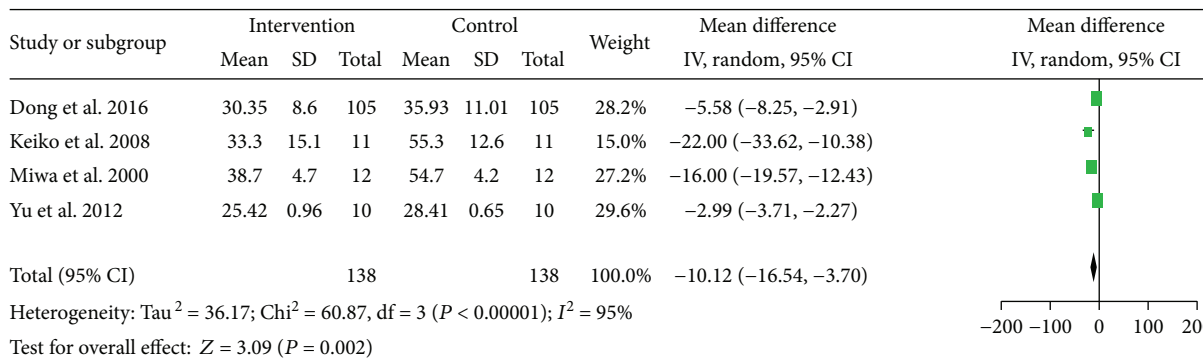 Study or subgroup Intervention Control Weight Mean difference Mean difference
Mean SD Total Mean SD Total IV, random, 95% CI IV, random, 95% CI
Dong et al. 2016 30.35 8.6 105 35.93 11.01 105 28.2% −5.58 (−8.25, −2.91)
Keiko et al. 2008 33.3 15.1 11 55.3 12.6 11 15.0% −22.00 (−33.62, −10.38)
Miwa et al. 2000 38.7 4.7 12 54.7 4.2 12 27.2% −16.00 (−19.57, −12.43)
Yu et al. 2012 25.42 0.96 10 28.41 0.65 10 29.6% −2.99 (−3.71, −2.27)
Total (95% CI) 138 138 100.0% −10.12 (−16.54, −3.70)
Heterogeneity: Tau² = 36.17; Chi² = 60.87, df = 3 (P < 0.00001); I² = 95%
Test for overall effect: Z = 3.09 (P = 0.002)
−200 −100 0 100 20